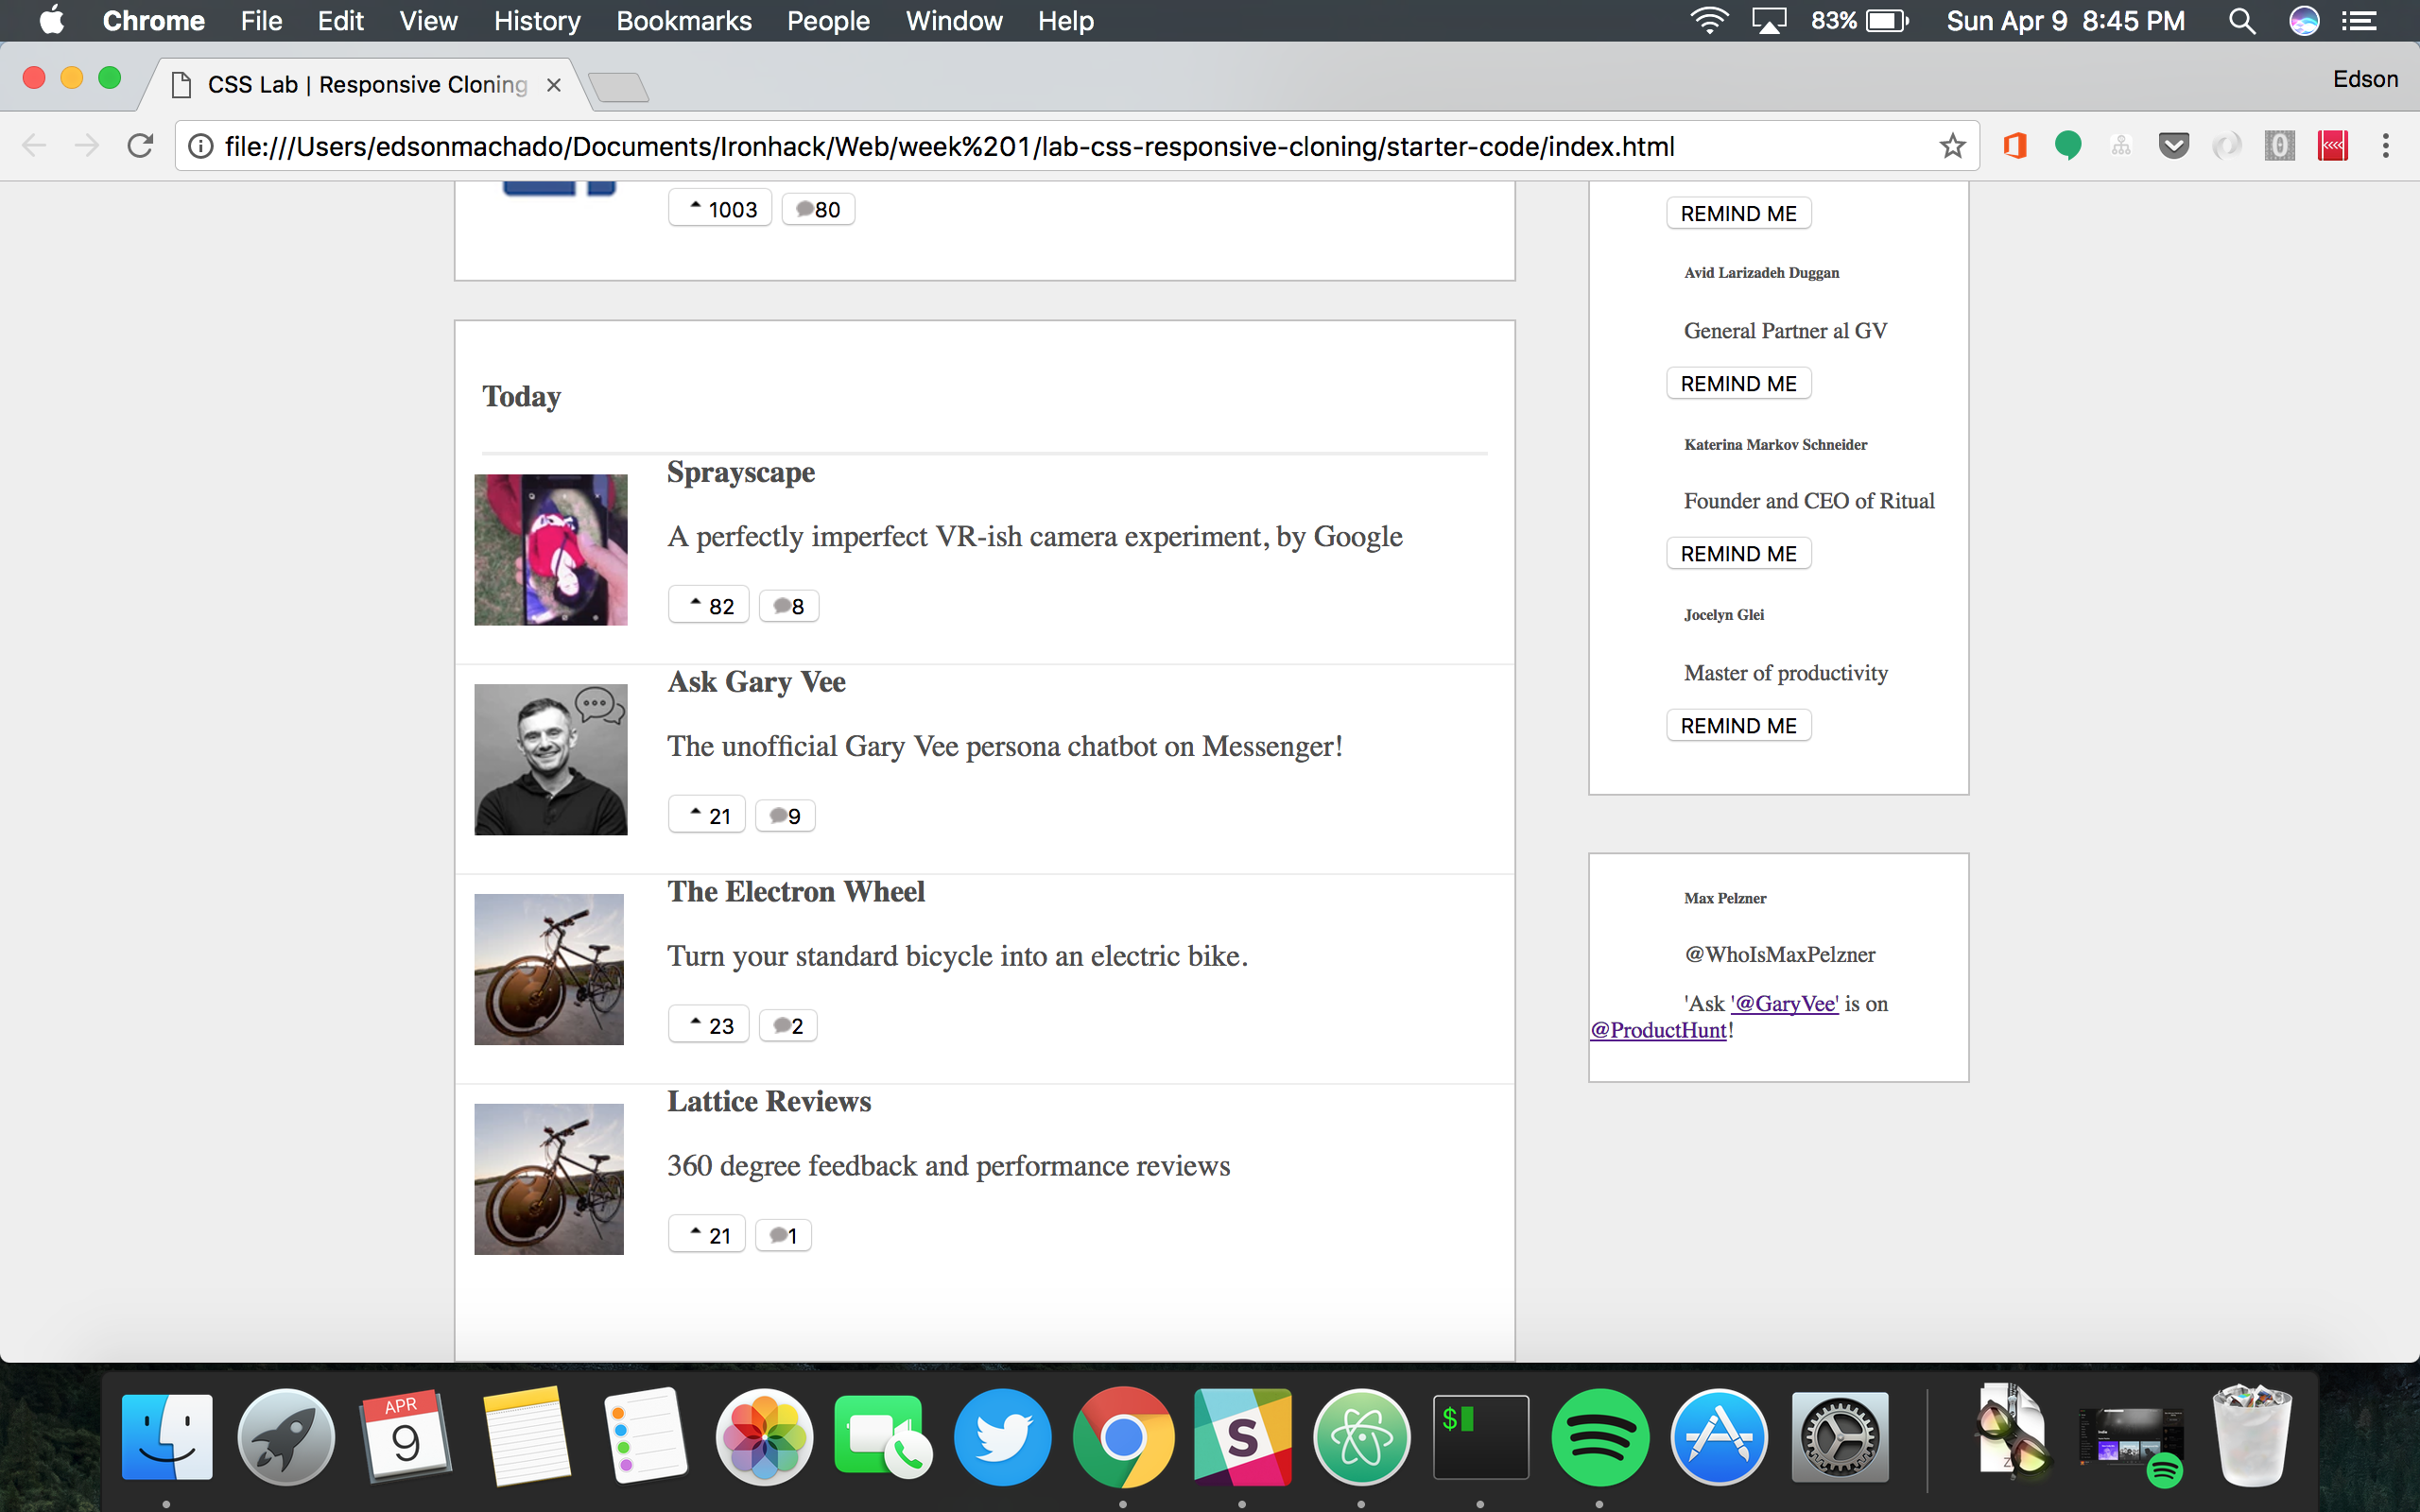 Chrome File Edit View History Bookmarks People Window Help 83% Sun Apr 9 8:45 PM
CSS Lab | Responsive Cloning
Edson
file:///Users/edsonmachado/Documents/Ironhack/Web/week%201/lab-css-responsive-cloning/starter-code/index.html
1003 80
Today
Sprayscape
A perfectly imperfect VR-ish camera experiment, by Google
82 8
Ask Gary Vee
The unofficial Gary Vee persona chatbot on Messenger!
21 9
The Electron Wheel
Turn your standard bicycle into an electric bike.
23 2
Lattice Reviews
360 degree feedback and performance reviews
21 1
REMIND ME
Avid Larizadeh Duggan
General Partner al GV
REMIND ME
Katerina Markov Schneider
Founder and CEO of Ritual
REMIND ME
Jocelyn Glei
Master of productivity
REMIND ME
Max Pelzner
@WhoIsMaxPelzner
'Ask '@GaryVee' is on
@ProductHunt!
APR
9
S
$